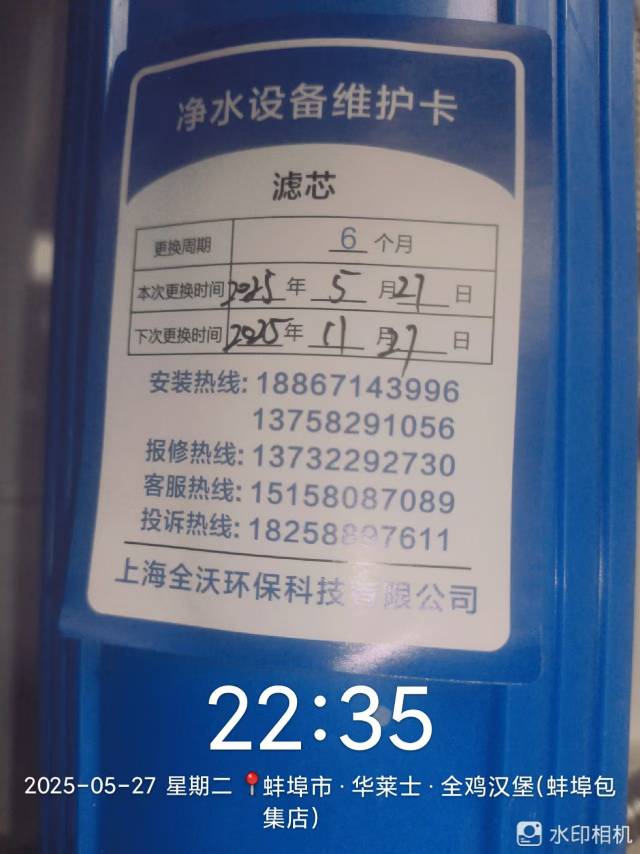 净水设备维护卡
滤芯
更换周期 6 个月
本次更换时间 2025 年 5 月 27 日
下次更换时间 2025 年 11 月 27 日
安装热线: 18867143996
13758291056
报修热线: 13732292730
客服热线: 15158087089
投诉热线: 18258897611
上海全沃环保科技有限公司
22:35
2025-05-27 星期二 📍蚌埠市·华莱士·全鸡汉堡(蚌埠包
集店)
水印相机